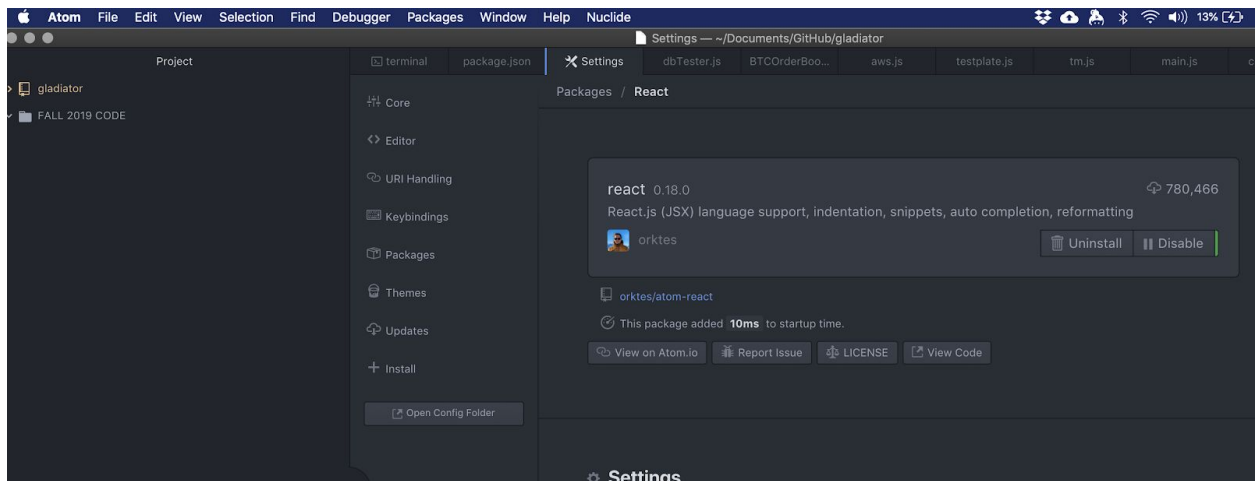 Atom File Edit View Selection Find Debugger Packages Window Help Nuclide 13%
Settings — ~/Documents/GitHub/gladiator
Project
terminal package.json Settings dbTester.js BTCOrderBoo... aws.js testplate.js tm.js main.js c
gladiator
FALL 2019 CODE
Core
Editor
URI Handling
Keybindings
Packages
Themes
Updates
Install
Open Config Folder
Packages / React
react 0.18.0 780,466
React.js (JSX) language support, indentation, snippets, auto completion, reformatting
orktes Uninstall Disable
orktes/atom-react
This package added 10ms to startup time.
View on Atom.io Report Issue LICENSE View Code
Settings